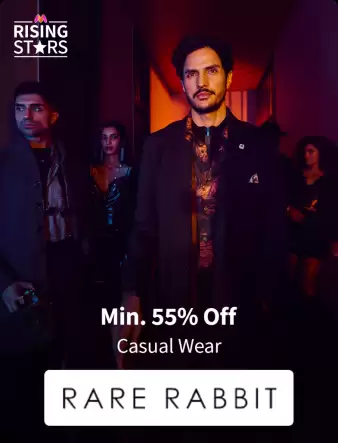 RISING
STARS
Min. 55% Off
Casual Wear
RARE RABBIT